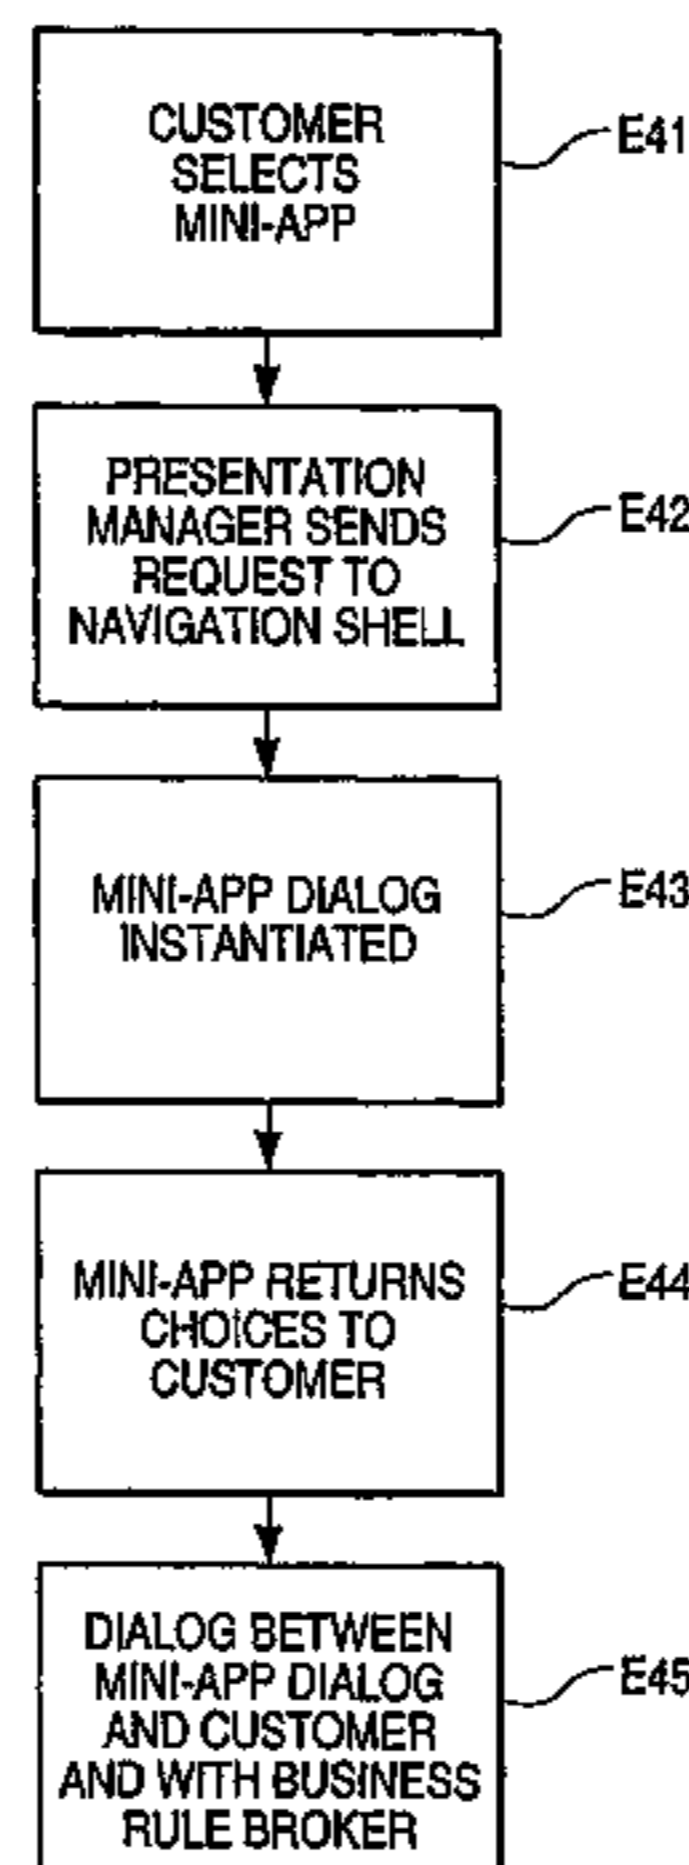 CUSTOMER
SELECTS
MINI-APP
E41
PRESENTATION
MANAGER SENDS
REQUEST TO
NAVIGATION SHELL
E42
MINI-APP DIALOG
INSTANTIATED
E43
MINI-APP RETURNS
CHOICES TO
CUSTOMER
E44
DIALOG BETWEEN
MINI-APP DIALOG
AND CUSTOMER
AND WITH BUSINESS
RULE BROKER
E45